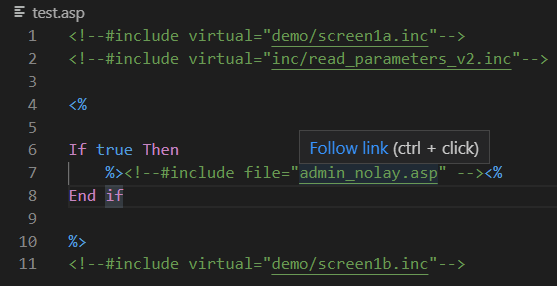 test.asp
1 <!--#include virtual="demo/screen1a.inc"-->
2 <!--#include virtual="inc/read_parameters_v2.inc"-->
3
4 <%
5
6 If true Then
Follow link (ctrl + click)
7 %><!--#include file="admin_nolay.asp" --><%
8 End if
9
10 %>
11 <!--#include virtual="demo/screen1b.inc"-->